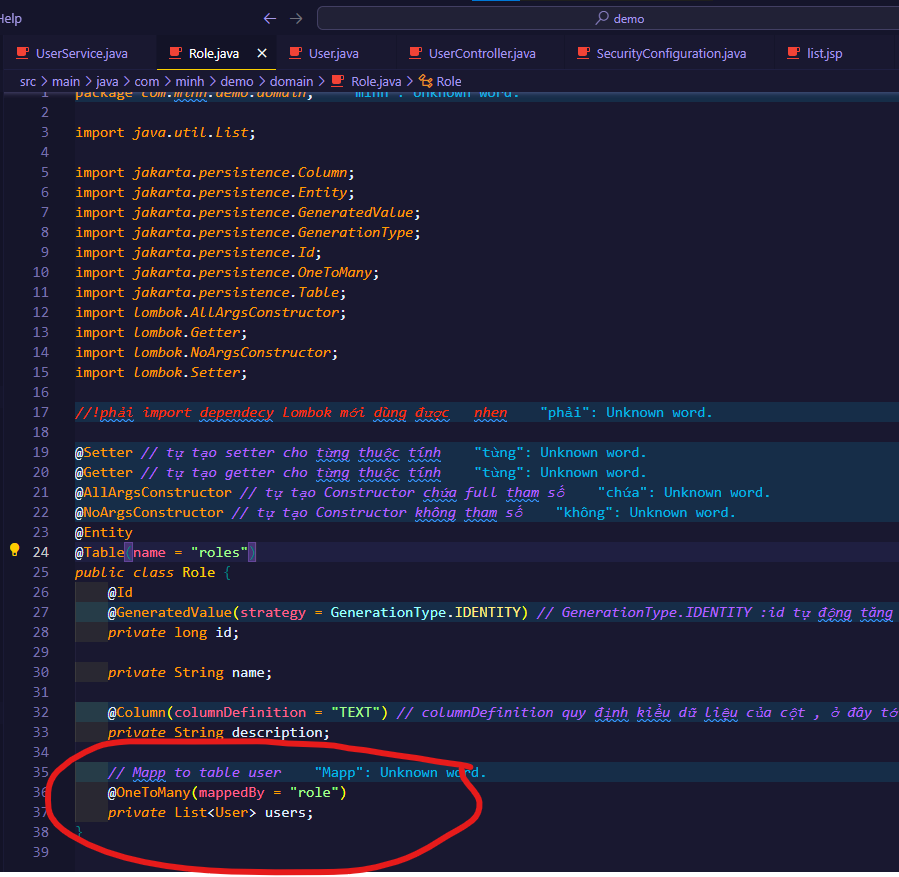 Help
demo
UserService.java
Role.java
User.java
UserController.java
SecurityConfiguration.java
list.jsp
src > main > java > com > minh > demo > domain > Role.java > Role
1 package com.minh.demo.domain; "minh": Unknown word.
2
3 import java.util.List;
4
5 import jakarta.persistence.Column;
6 import jakarta.persistence.Entity;
7 import jakarta.persistence.GeneratedValue;
8 import jakarta.persistence.GenerationType;
9 import jakarta.persistence.Id;
10 import jakarta.persistence.OneToMany;
11 import jakarta.persistence.Table;
12 import lombok.AllArgsConstructor;
13 import lombok.Getter;
14 import lombok.NoArgsConstructor;
15 import lombok.Setter;
16
17 //!phải import dependecy Lombok mới dùng được nhen "phải": Unknown word.
18
19 @Setter // tự tạo setter cho từng thuộc tính "từng": Unknown word.
20 @Getter // tự tạo getter cho từng thuộc tính "từng": Unknown word.
21 @AllArgsConstructor // tự tạo Constructor chứa full tham số "chứa": Unknown word.
22 @NoArgsConstructor // tự tạo Constructor không tham số "không": Unknown word.
23 @Entity
24 @Table(name = "roles")
25 public class Role {
26 @Id
27 @GeneratedValue(strategy = GenerationType.IDENTITY) // GenerationType.IDENTITY :id tự động tăng
28 private long id;
29
30 private String name;
31
32 @Column(columnDefinition = "TEXT") // columnDefinition quy định kiểu dữ liệu của cột , ở đây
33 private String description;
34
35 // Mapp to table user "Mapp": Unknown word.
36 @OneToMany(mappedBy = "role")
37 private List<User> users;
38 }
39